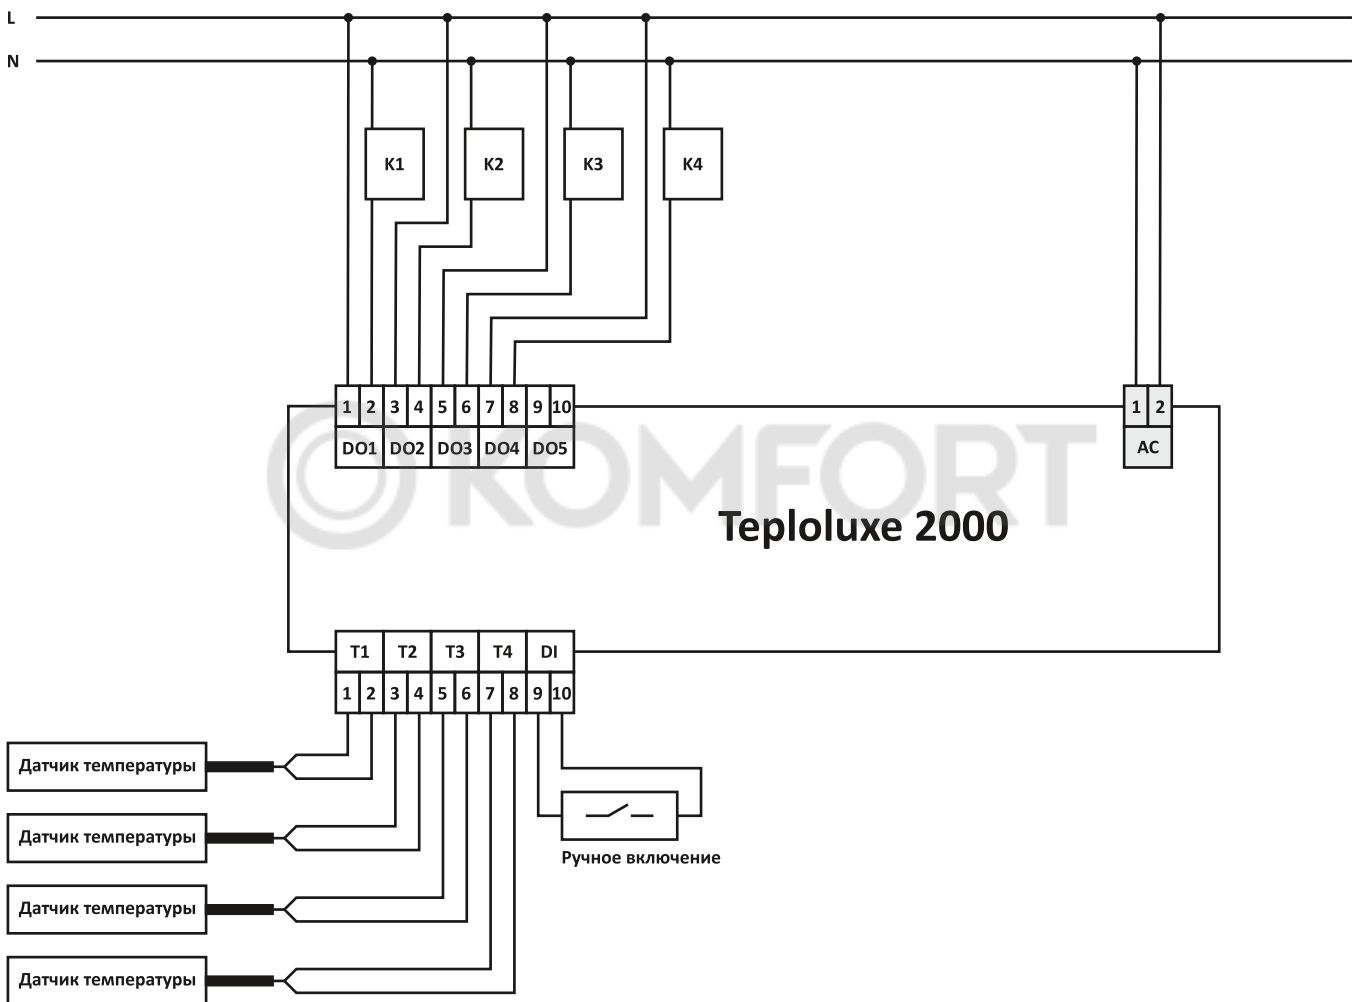 L
N
K1 K2 K3 K4
1 2 3 4 5 6 7 8 9 10 1 2
DO1 DO2 DO3 DO4 DO5 AC
KOMFORT
Teploluxe 2000
T1 T2 T3 T4 DI
1 2 3 4 5 6 7 8 9 10
Датчик температуры
Датчик температуры
Ручное включение
Датчик температуры
Датчик температуры